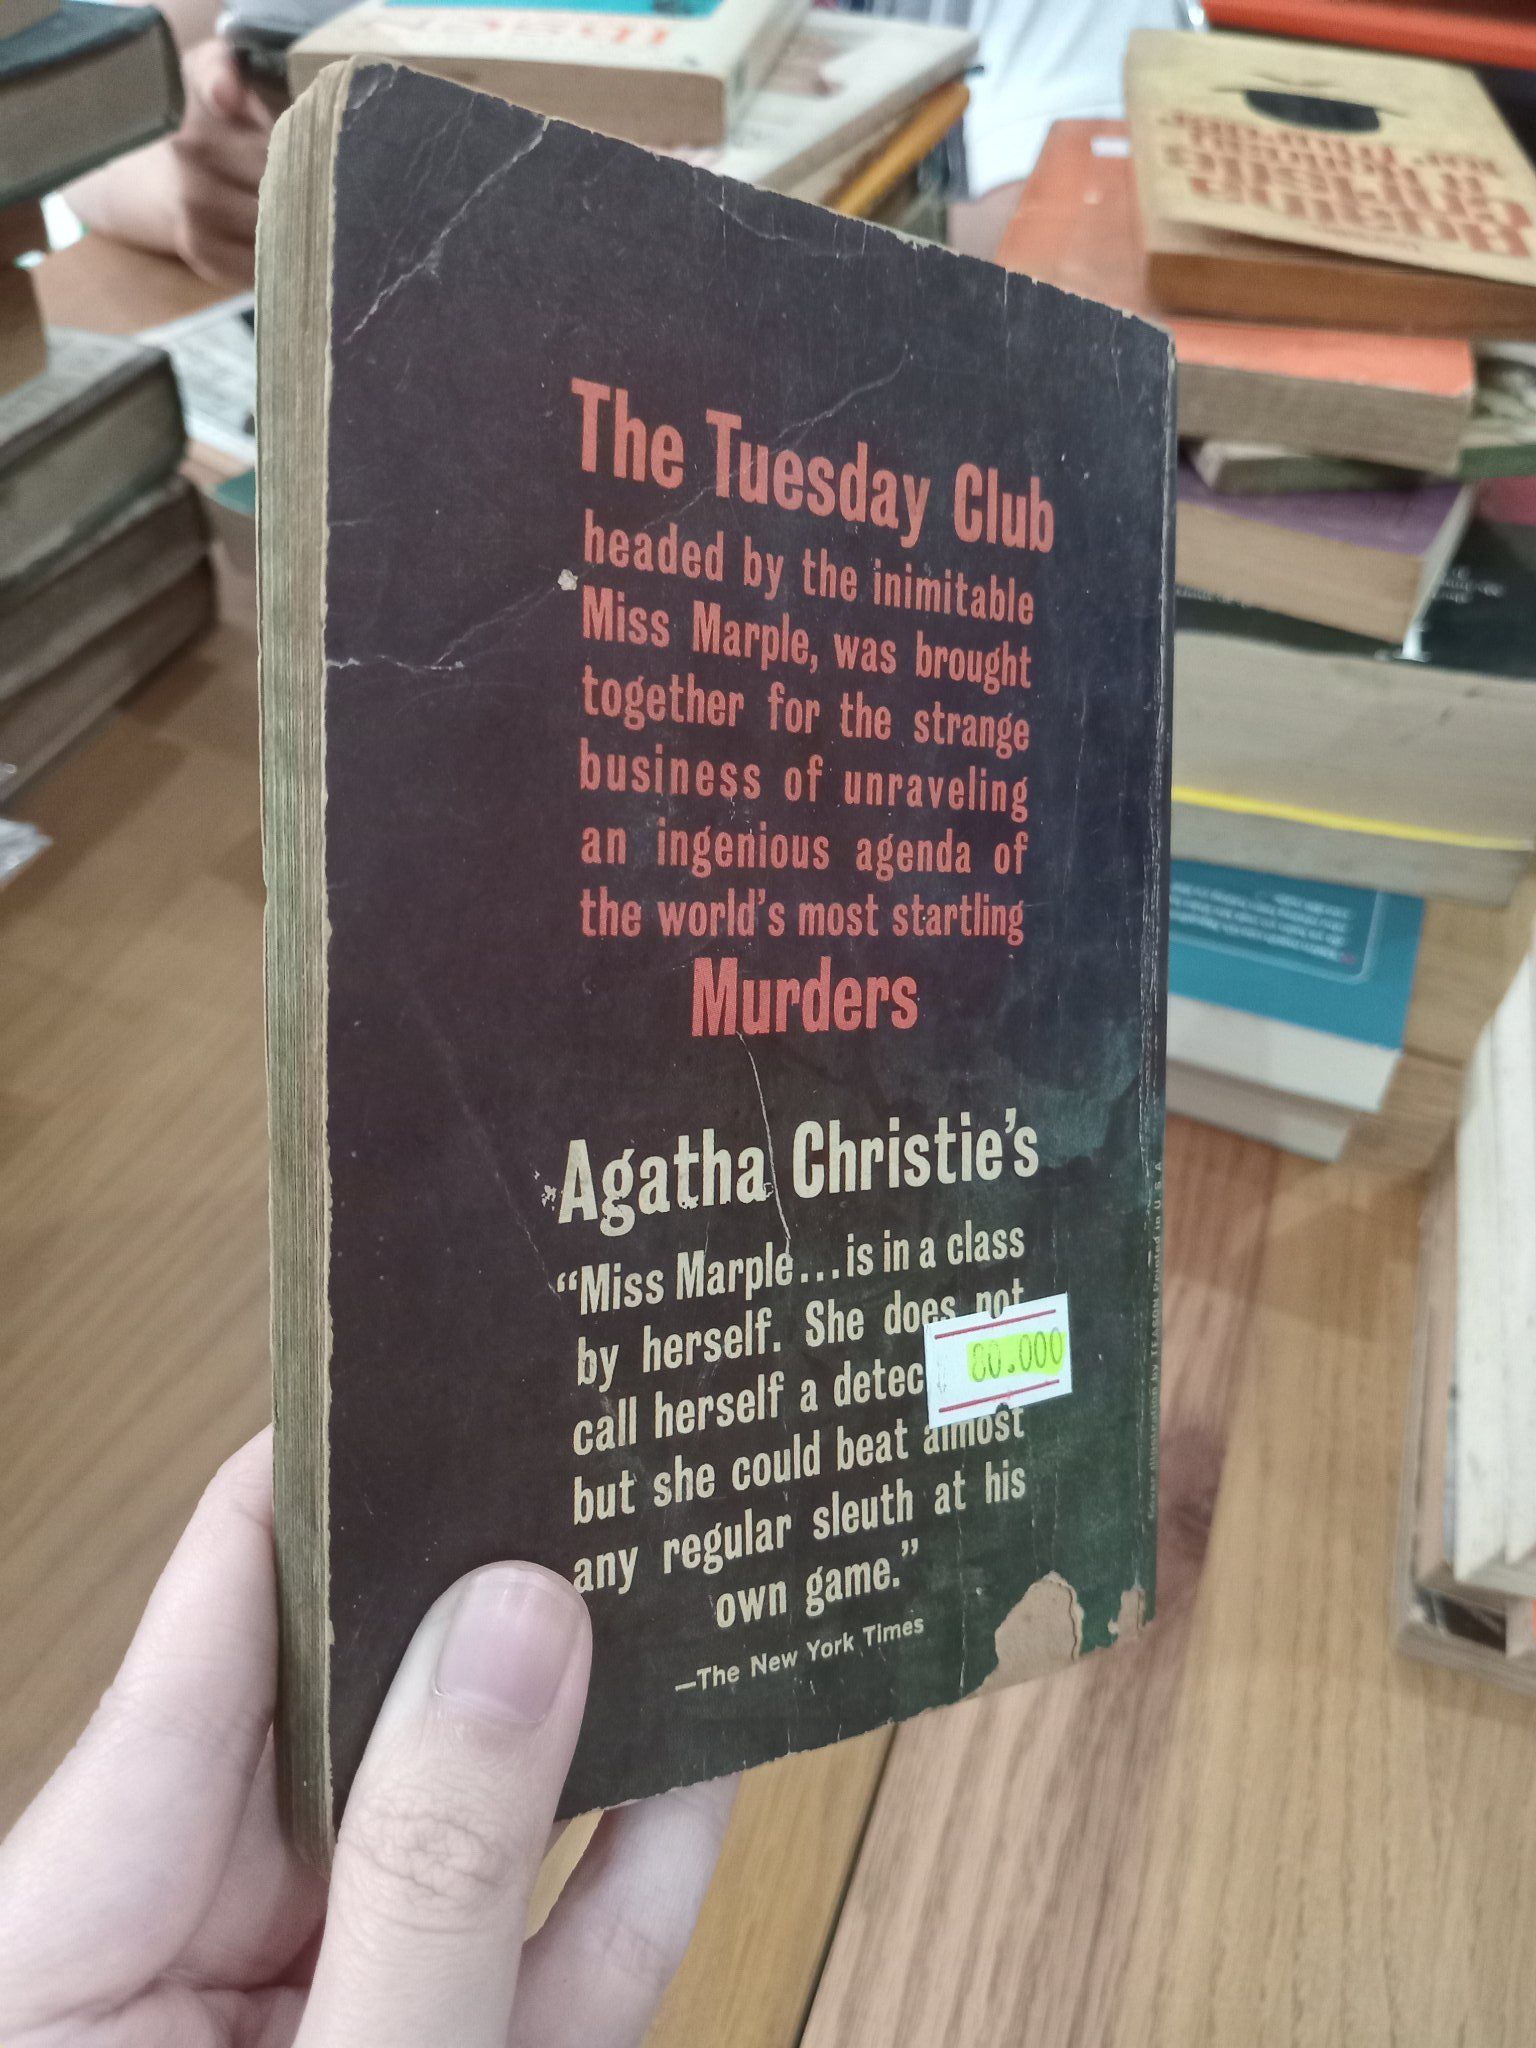 The Tuesday Club
headed by the inimitable
Miss Marple, was brought
together for the strange
business of unraveling
an ingenious agenda of
the world's most startling
Murders
Agatha Christie's
“Miss Marple...is in a class
by herself. She does not
call herself a detec
but she could beat almost
any regular sleuth at his
own game.”
—The New York Times
80.000
Printed in U.S.A.